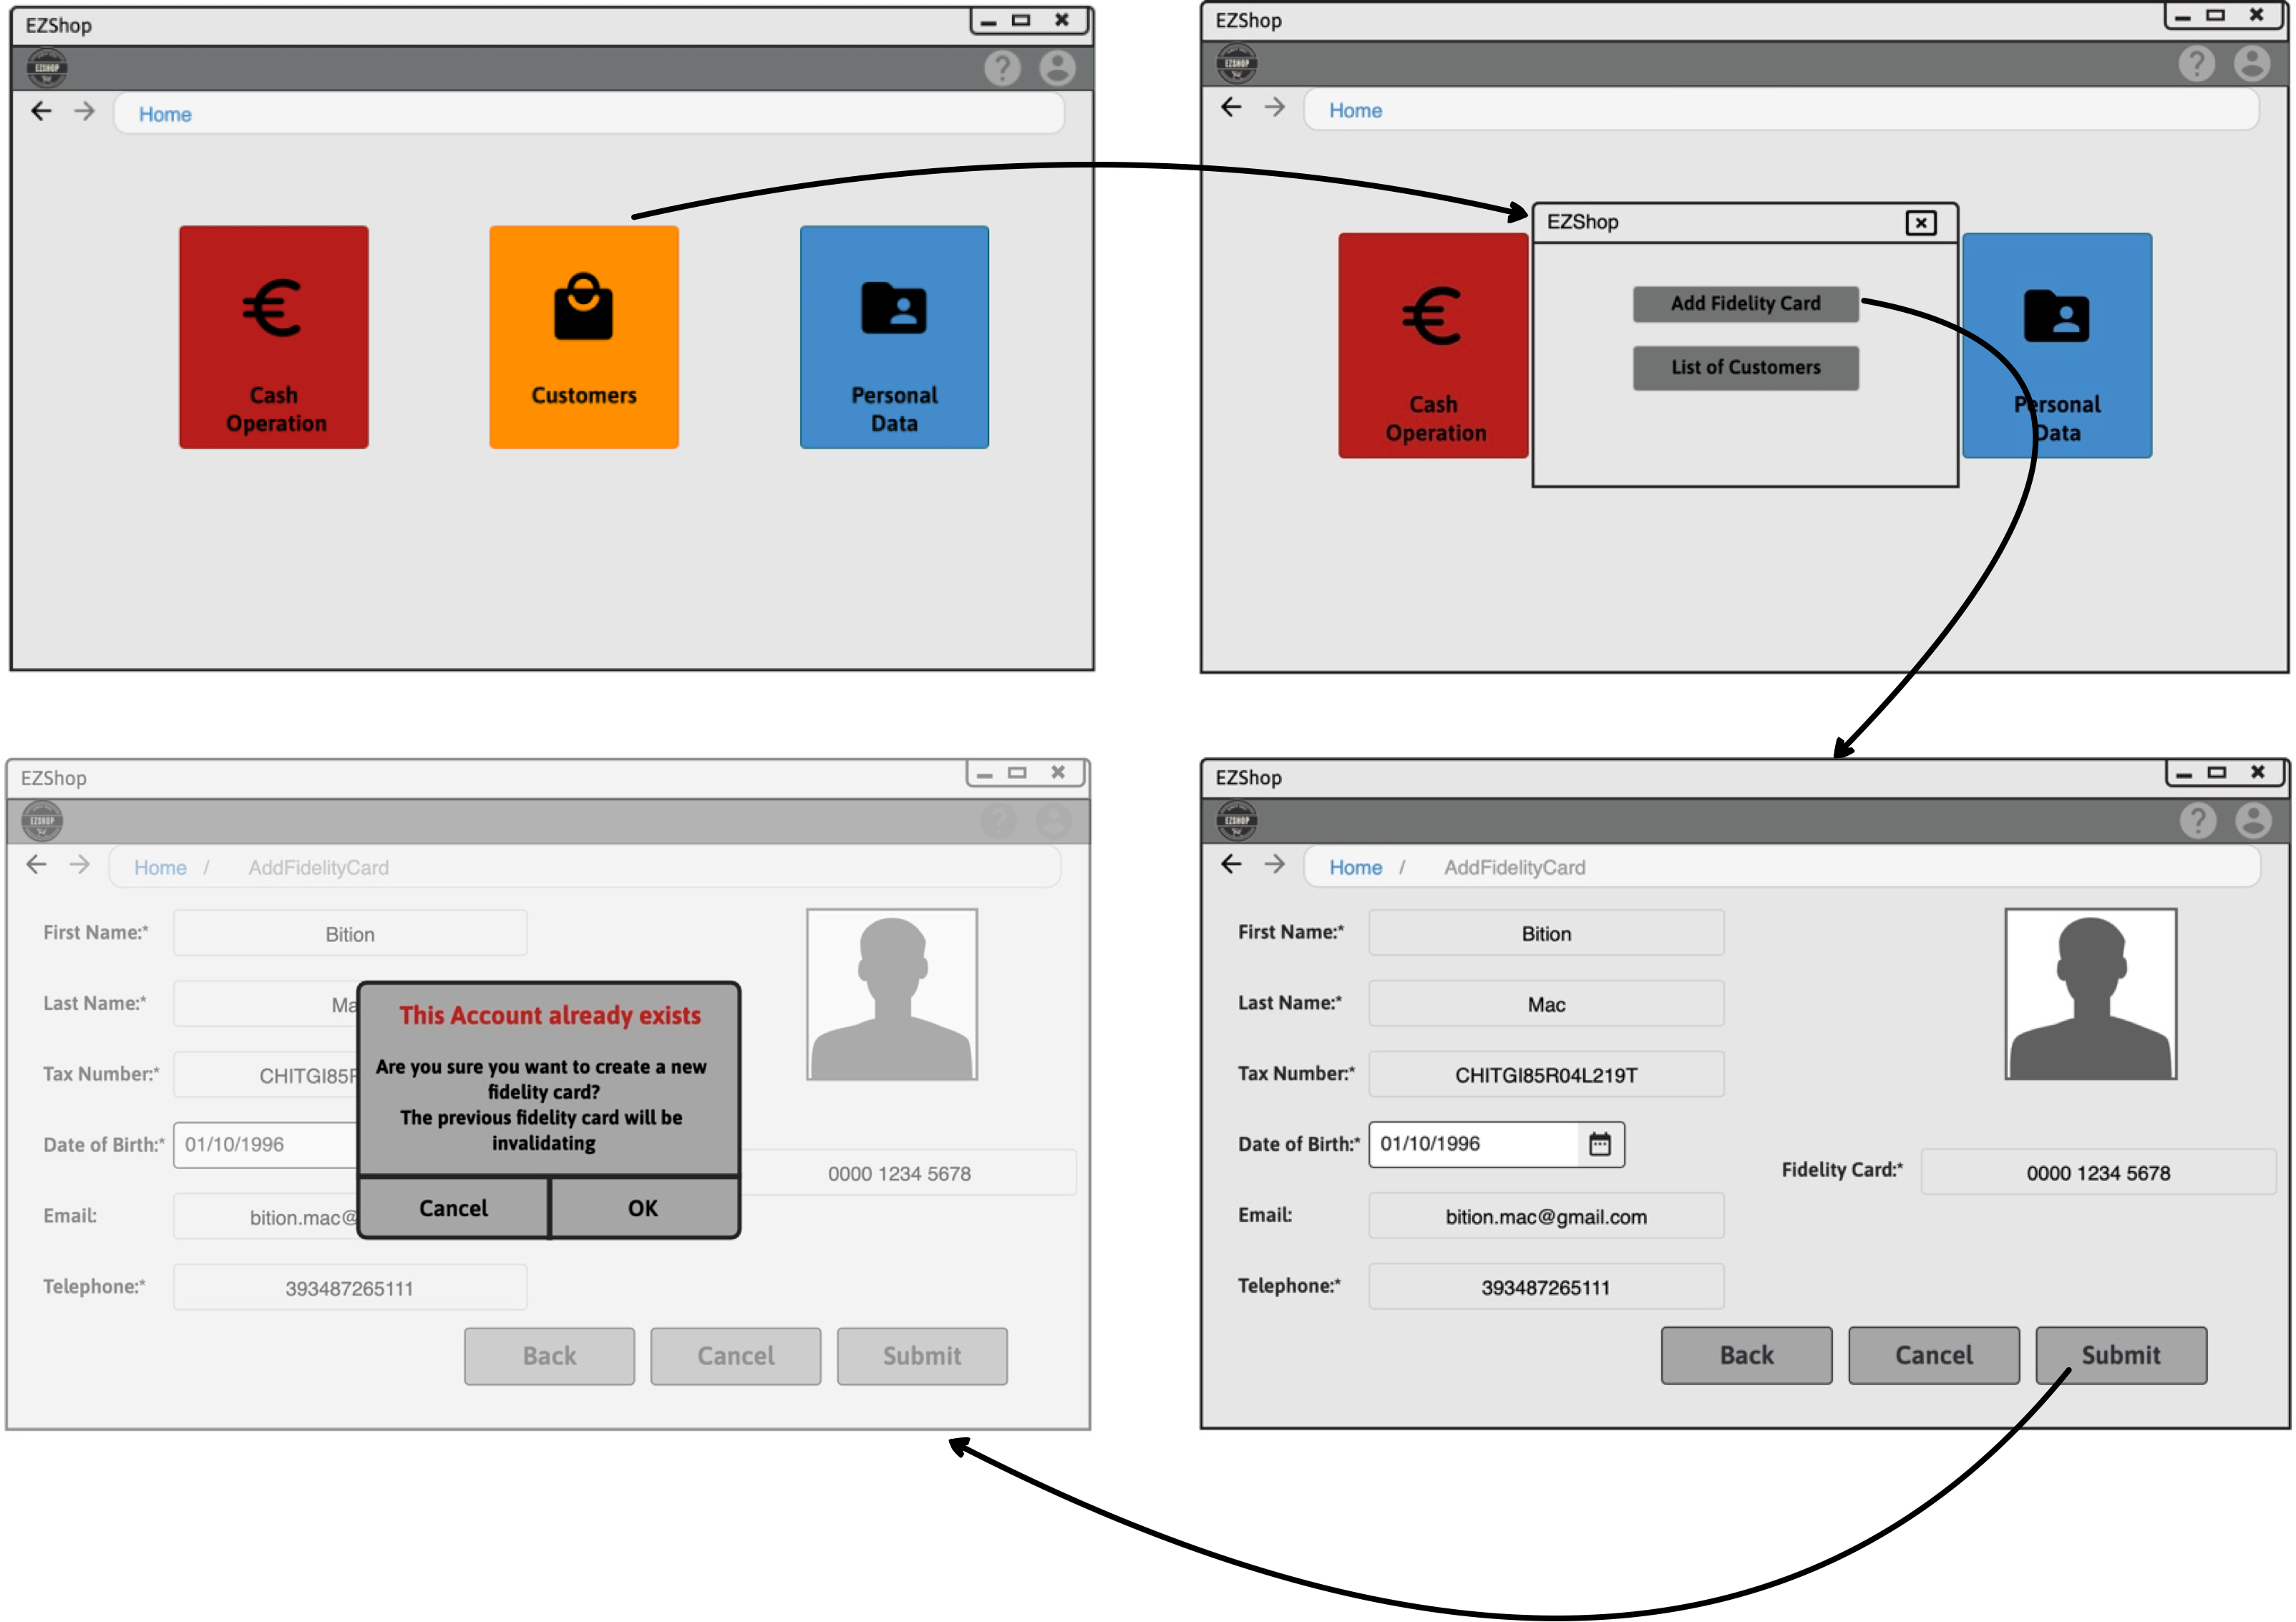 EZShop
EZSHOP
?
Home
Cash
Operation
Customers
Personal
Data
EZShop
EZSHOP
?
Home
EZShop
Add Fidelity Card
List of Customers
Cash
Operation
Personal
Data
EZShop
EZSHOP
?
Home / AddFidelityCard
First Name:* Bition
Last Name:* Ma
Tax Number:* CHITGI85F
Date of Birth:* 01/10/1996
Email: bition.mac@
Telephone:* 393487265111
0000 1234 5678
This Account already exists
Are you sure you want to create a new
fidelity card?
The previous fidelity card will be
invalidating
Cancel OK
Back Cancel Submit
EZShop
EZSHOP
?
Home / AddFidelityCard
First Name:* Bition
Last Name:* Mac
Tax Number:* CHITGI85R04L219T
Date of Birth:* 01/10/1996
Fidelity Card:* 0000 1234 5678
Email: bition.mac@gmail.com
Telephone:* 393487265111
Back Cancel Submit